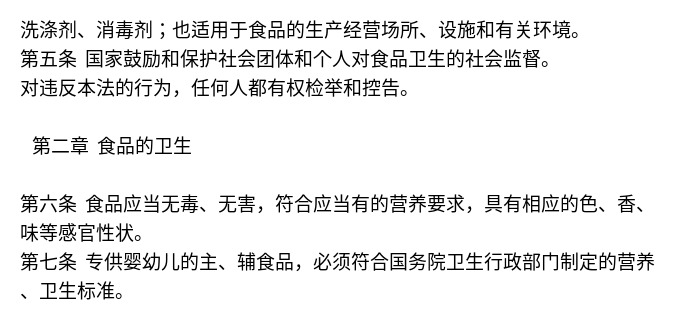 洗涤剂、消毒剂；也适用于食品的生产经营场所、设施和有关环境。
第五条 国家鼓励和保护社会团体和个人对食品卫生的社会监督。
对违反本法的行为，任何人都有权检举和控告。
第二章 食品的卫生
第六条 食品应当无毒、无害，符合应当有的营养要求，具有相应的色、香、
味等感官性状。
第七条 专供婴幼儿的主、辅食品，必须符合国务院卫生行政部门制定的营养
、卫生标准。